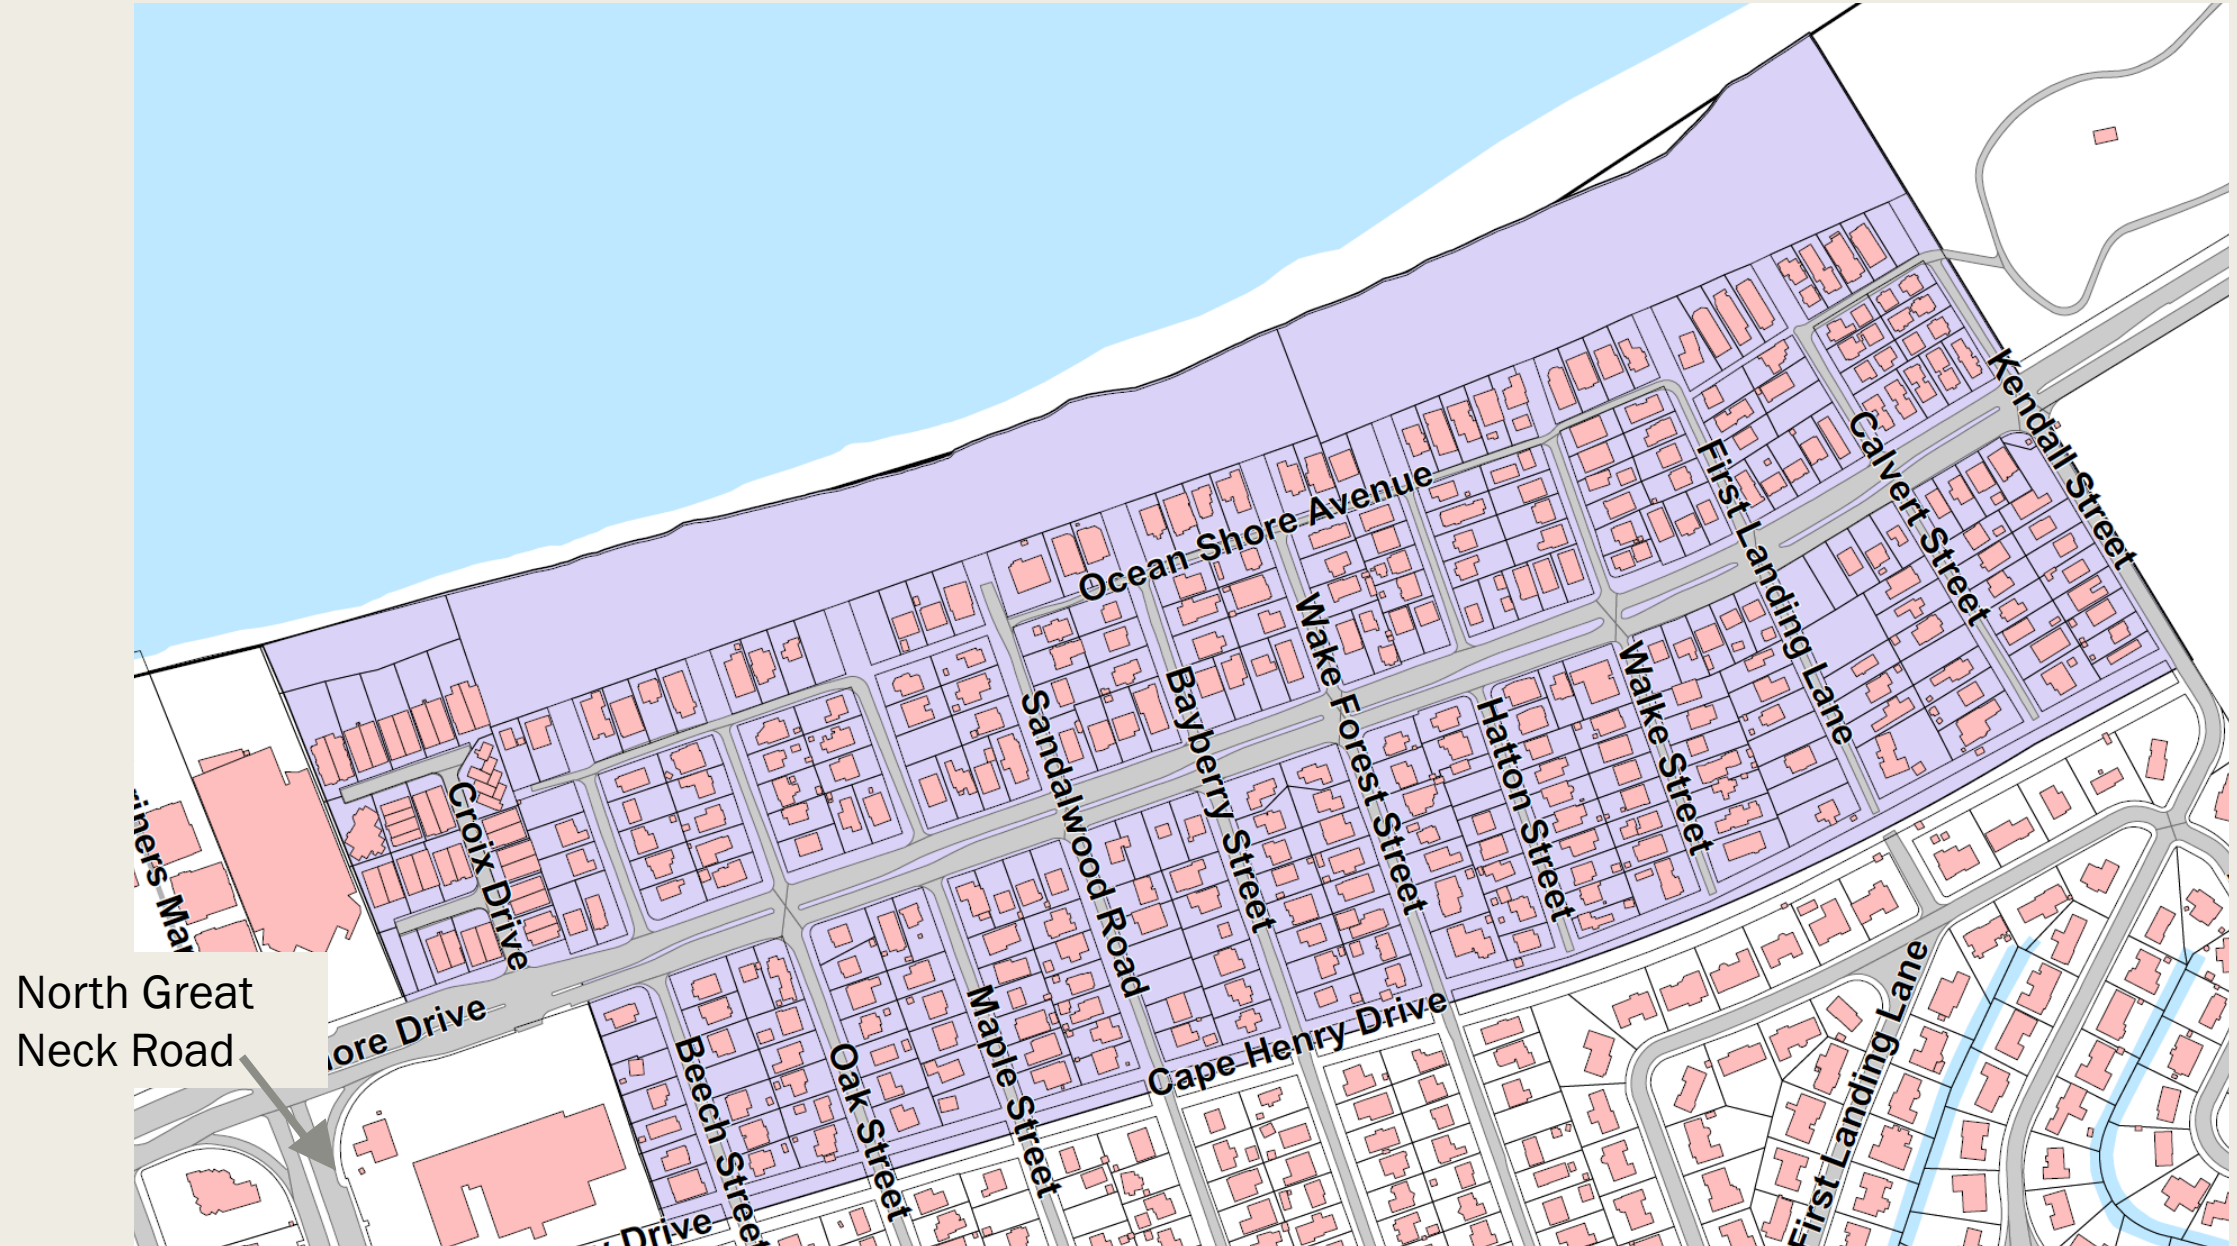 Kendall Street
Calvert Street
First Landing Lane
Ocean Shore Avenue
Wake Forest Street
Walke Street
Bayberry Street
Sandalwood Road
Hatton Street
Croix Drive
Maple Street
Oak Street
Beech Street
Cape Henry Drive
First Landing Lane
Drive
Drive
North Great
Neck Road